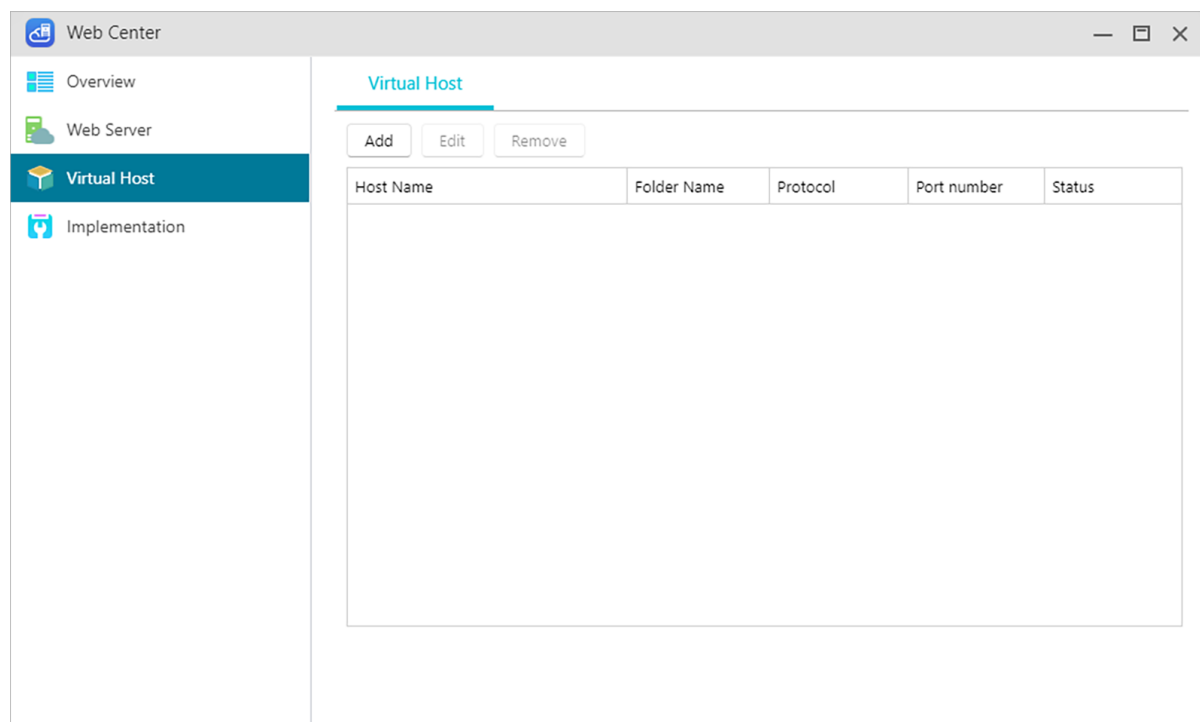 Web Center
Overview
Web Server
Virtual Host
Implementation
Virtual Host
Add Edit Remove
Host Name Folder Name Protocol Port number Status